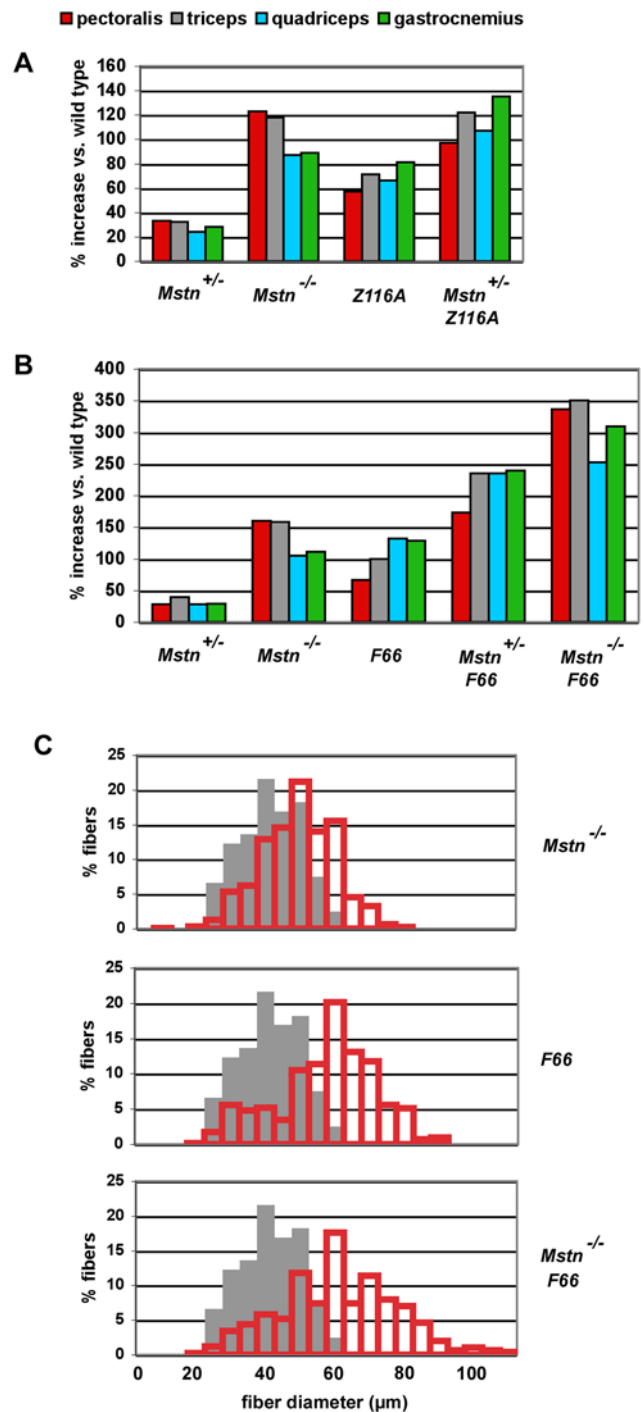 pectoralis triceps quadriceps gastrocnemius
A
% increase vs. wild type
160
140
120
100
80
60
40
20
0
Mstn +/-
Mstn -/-
Z116A
Mstn +/-
Z116A
B
% increase vs. wild type
400
350
300
250
200
150
100
50
0
Mstn +/-
Mstn -/-
F66
Mstn +/-
F66
Mstn -/-
F66
C
% fibers
25
20
15
10
5
0
Mstn -/-
% fibers
25
20
15
10
5
0
F66
% fibers
25
20
15
10
5
0
Mstn -/-
F66
0 20 40 60 80 100
fiber diameter (µm)